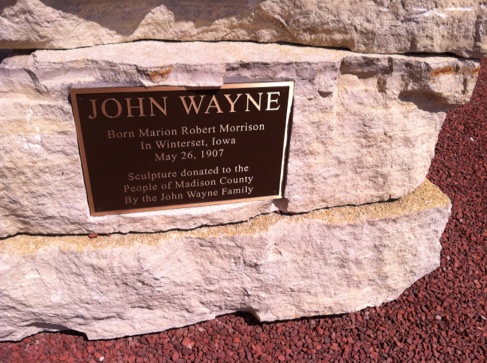 JOHN WAYNE
Born Marion Robert Morrison
In Winterset, Iowa
May 26, 1907
Sculpture donated to the
People of Madison County
By the John Wayne Family